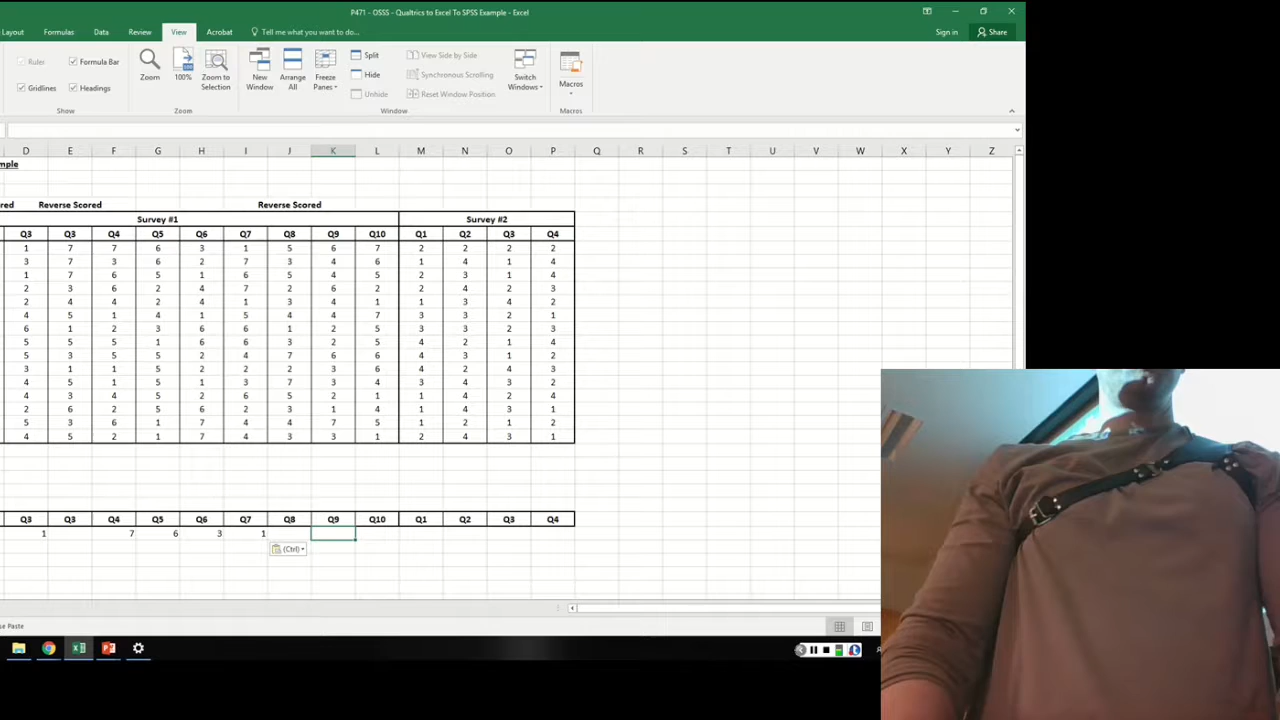 P471 - OSSS - Qualtrics to Excel To SPSS Example - Excel
Layout Formulas Data Review View Acrobat Tell me what you want to do... Sign in Share
Ruler Formula Bar
Gridlines Headings
Show
Zoom 100% Zoom to Selection
Zoom
New Window Arrange All Freeze Panes
Split
Hide
Unhide
View Side by Side
Synchronous Scrolling
Reset Window Position
Window
Switch Windows
Macros
Macros
D E F G H I J K L M N O P Q R S T U V W X Y Z
mple
red Reverse Scored Reverse Scored
Survey #1 Survey #2
Q3 Q3 Q4 Q5 Q6 Q7 Q8 Q9 Q10 Q1 Q2 Q3 Q4
1 7 7 6 3 1 5 6 7 2 2 2 2
3 7 3 6 2 7 3 4 6 1 4 1 4
1 7 6 5 1 6 5 4 5 2 3 1 4
2 3 6 2 4 7 2 6 2 2 4 2 3
2 4 4 2 4 1 3 4 1 1 3 4 2
4 5 1 4 1 5 4 4 7 3 3 2 1
6 1 2 3 6 6 1 2 5 3 3 2 3
5 5 5 1 6 6 3 2 5 4 2 1 4
5 3 5 5 2 4 7 6 6 4 3 1 2
3 1 1 5 2 2 2 3 6 4 2 4 3
4 5 1 5 1 3 7 3 4 3 4 3 2
4 3 4 5 2 6 5 2 1 1 4 2 4
2 6 2 5 6 2 3 1 4 1 4 3 1
5 3 6 1 7 4 4 7 5 1 2 1 2
4 5 2 1 7 4 3 3 1 2 4 3 1
Q3 Q3 Q4 Q5 Q6 Q7 Q8 Q9 Q10 Q1 Q2 Q3 Q4
1 7 6 3 1
(Ctrl)
se Paste